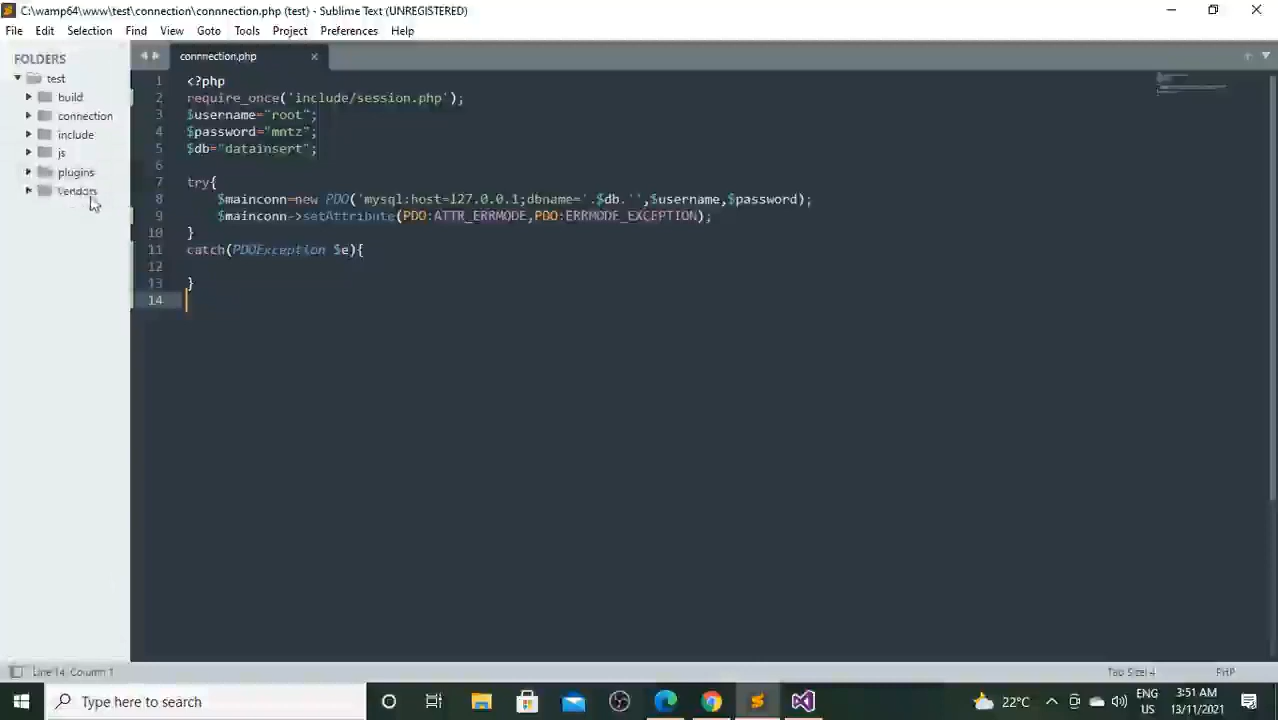 C:\wamp64\www\test\connection\connnection.php (test) - Sublime Text (UNREGISTERED)
File Edit Selection Find View Goto Tools Project Preferences Help
FOLDERS
test
build
connection
include
js
plugins
vendors
connnection.php
1 <?php
2 require_once('include/session.php');
3 $username="root";
4 $password="mntz";
5 $db="datainsert";
6
7 try{
8 $mainconn=new PDO('mysql:host=127.0.0.1;dbname='.$db.'',$username,$password);
9 $mainconn->setAttribute(PDO:ATTR_ERRMODE,PDO:ERRMODE_EXCEPTION);
10 }
11 catch(PDOException $e){
12
13 }
14
Line 14, Column 1
Tab Size: 4
PHP
Type here to search
22°C
ENG
US
3:51 AM
13/11/2021